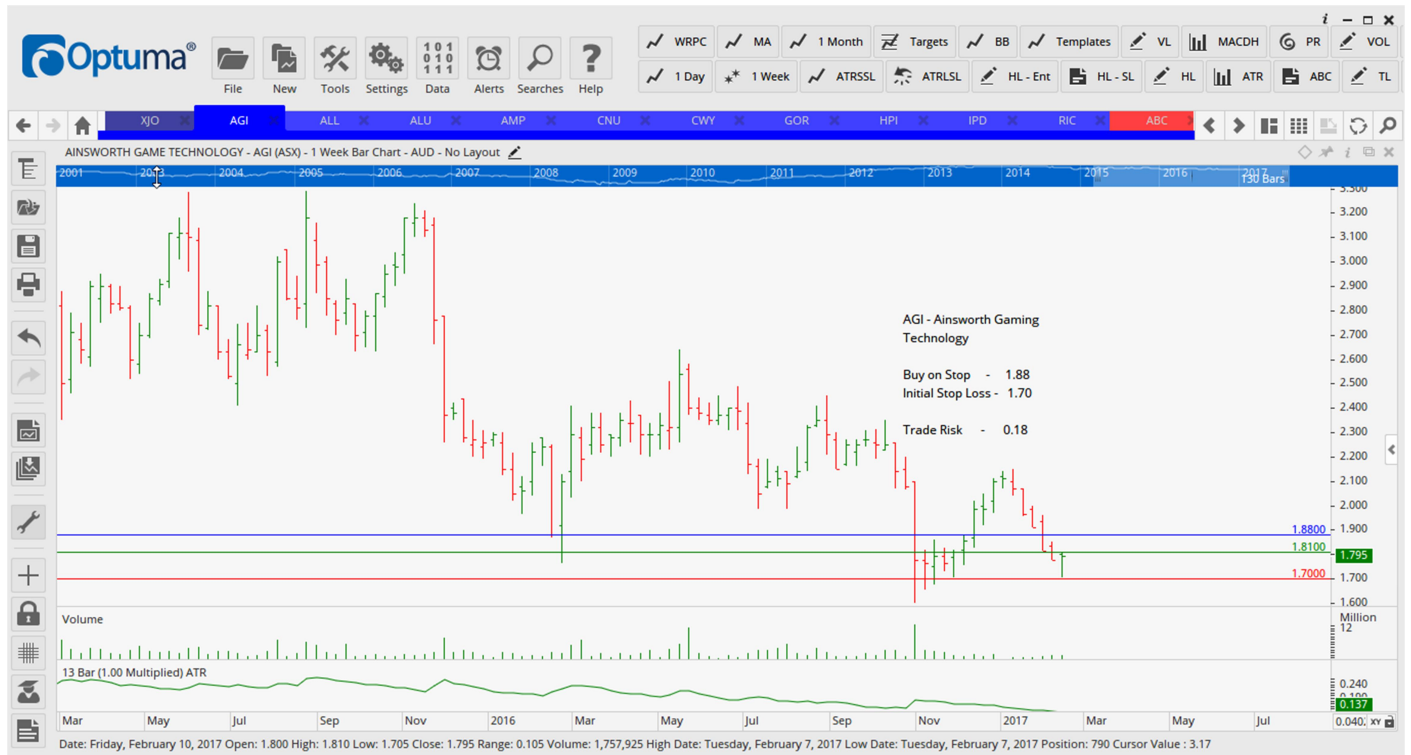 i
Optuma®
File New Tools Settings Data Alerts Searches Help
WRPC MA 1 Month Targets BB Templates VL MACDH PR VOL
1 Day 1 Week ATRSSL ATRLSL HL - Ent HL - SL HL ATR ABC TL
XJO AGI ALL ALU AMP CNU CWY GOR HPI IPD RIC ABC
AINSWORTH GAME TECHNOLOGY - AGI (ASX) - 1 Week Bar Chart - AUD - No Layout
2001 2004 2005 2006 2007 2008 2009 2010 2011 2012 2013 2014 2015 2016 2017
130 Bars
3.300
3.200
3.100
3.000
2.900
2.800
2.700
2.600
2.500
2.400
2.300
2.200
2.100
2.000
1.900
1.795
1.700
1.600
AGI - Ainsworth Gaming
Technology
Buy on Stop - 1.88
Initial Stop Loss - 1.70
Trade Risk - 0.18
1.8800
1.8100
1.7000
Volume
Million
12
13 Bar (1.00 Multiplied) ATR
0.240
0.137
0.040
Mar May Jul Sep Nov 2016 Mar May Jul Sep Nov 2017 Mar May Jul
XY
Date: Friday, February 10, 2017 Open: 1.800 High: 1.810 Low: 1.705 Close: 1.795 Range: 0.105 Volume: 1,757,925 High Date: Tuesday, February 7, 2017 Low Date: Tuesday, February 7, 2017 Position: 790 Cursor Value : 3.17